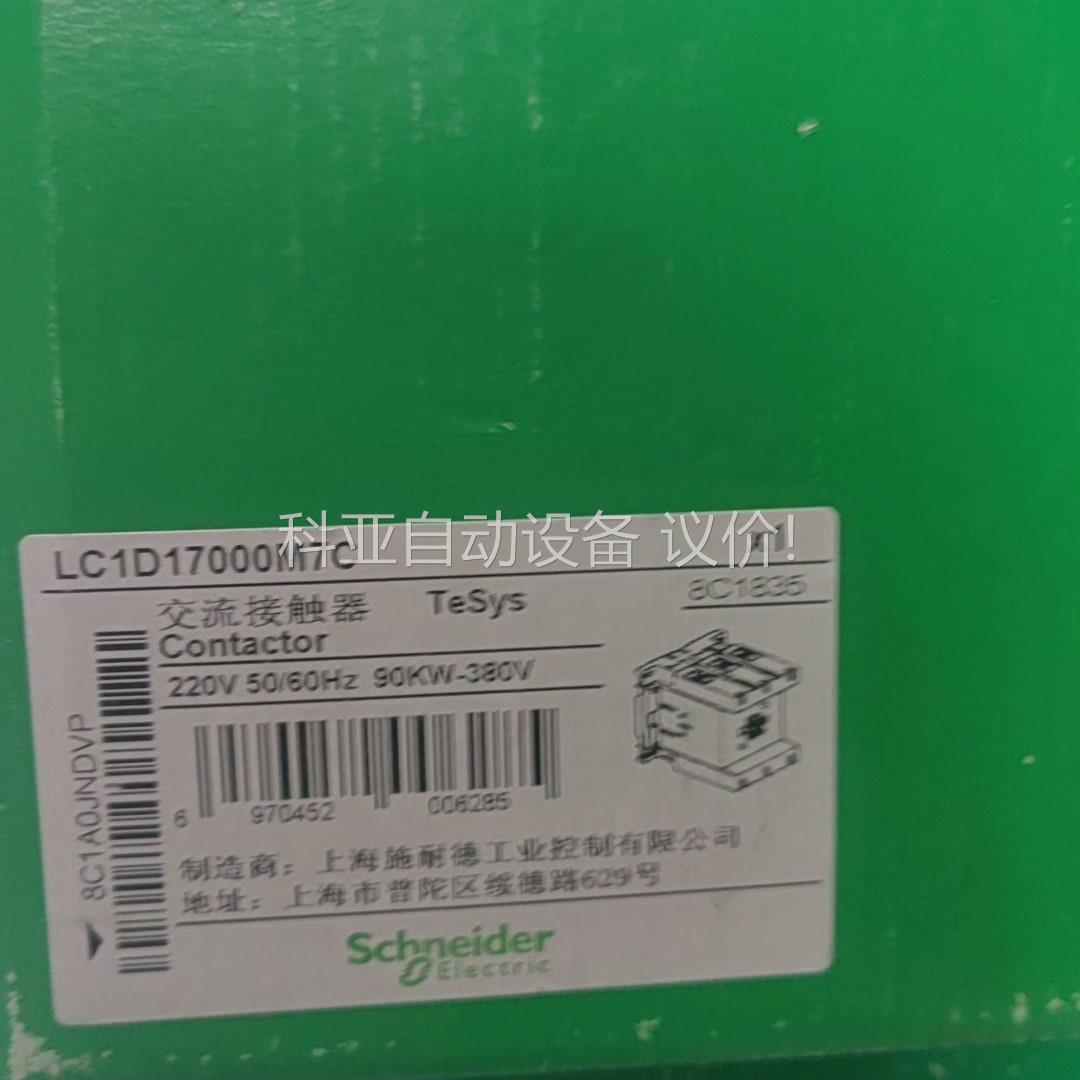 科亚自动设备 议价!
LC1D17000M7C
x1
8C1835
交流接触器 TeSys
Contactor
220V 50/60Hz 90KW-380V
8C1A0JNDVP
6 970452 006285
制造商：上海施耐德工业控制有限公司
地址：上海市普陀区绥德路629号
Schneider
Electric